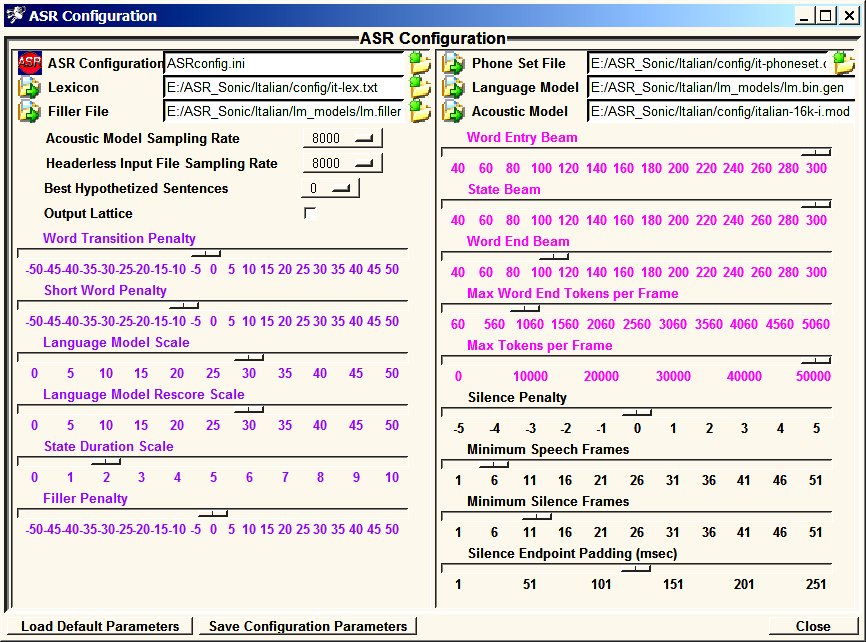 ASR Configuration
ASR Configuration
ASR ASR Configuration ASRconfig.ini
Lexicon E:/ASR_Sonic/Italian/config/it-lex.txt
Filler File E:/ASR_Sonic/Italian/lm_models/lm.filler
Acoustic Model Sampling Rate 8000
Headerless Input File Sampling Rate 8000
Best Hypothetized Sentences 0
Output Lattice
Word Transition Penalty
-50-45-40-35-30-25-20-15-10 -5 0 5 10 15 20 25 30 35 40 45 50
Short Word Penalty
-50-45-40-35-30-25-20-15-10 -5 0 5 10 15 20 25 30 35 40 45 50
Language Model Scale
0 5 10 15 20 25 30 35 40 45 50
Language Model Rescore Scale
0 5 10 15 20 25 30 35 40 45 50
State Duration Scale
0 1 2 3 4 5 6 7 8 9 10
Filler Penalty
-50-45-40-35-30-25-20-15-10 -5 0 5 10 15 20 25 30 35 40 45 50
Phone Set File E:/ASR_Sonic/Italian/config/it-phoneset.c
Language Model E:/ASR_Sonic/Italian/lm_models/lm.bin.gen
Acoustic Model E:/ASR_Sonic/Italian/config/italian-16k-i.mod
Word Entry Beam
40 60 80 100 120 140 160 180 200 220 240 260 280 300
State Beam
40 60 80 100 120 140 160 180 200 220 240 260 280 300
Word End Beam
40 60 80 100 120 140 160 180 200 220 240 260 280 300
Max Word End Tokens per Frame
60 560 1060 1560 2060 2560 3060 3560 4060 4560 5060
Max Tokens per Frame
0 10000 20000 30000 40000 50000
Silence Penalty
-5 -4 -3 -2 -1 0 1 2 3 4 5
Minimum Speech Frames
1 6 11 16 21 26 31 36 41 46 51
Minimum Silence Frames
1 6 11 16 21 26 31 36 41 46 51
Silence Endpoint Padding (msec)
1 51 101 151 201 251
Load Default Parameters Save Configuration Parameters Close